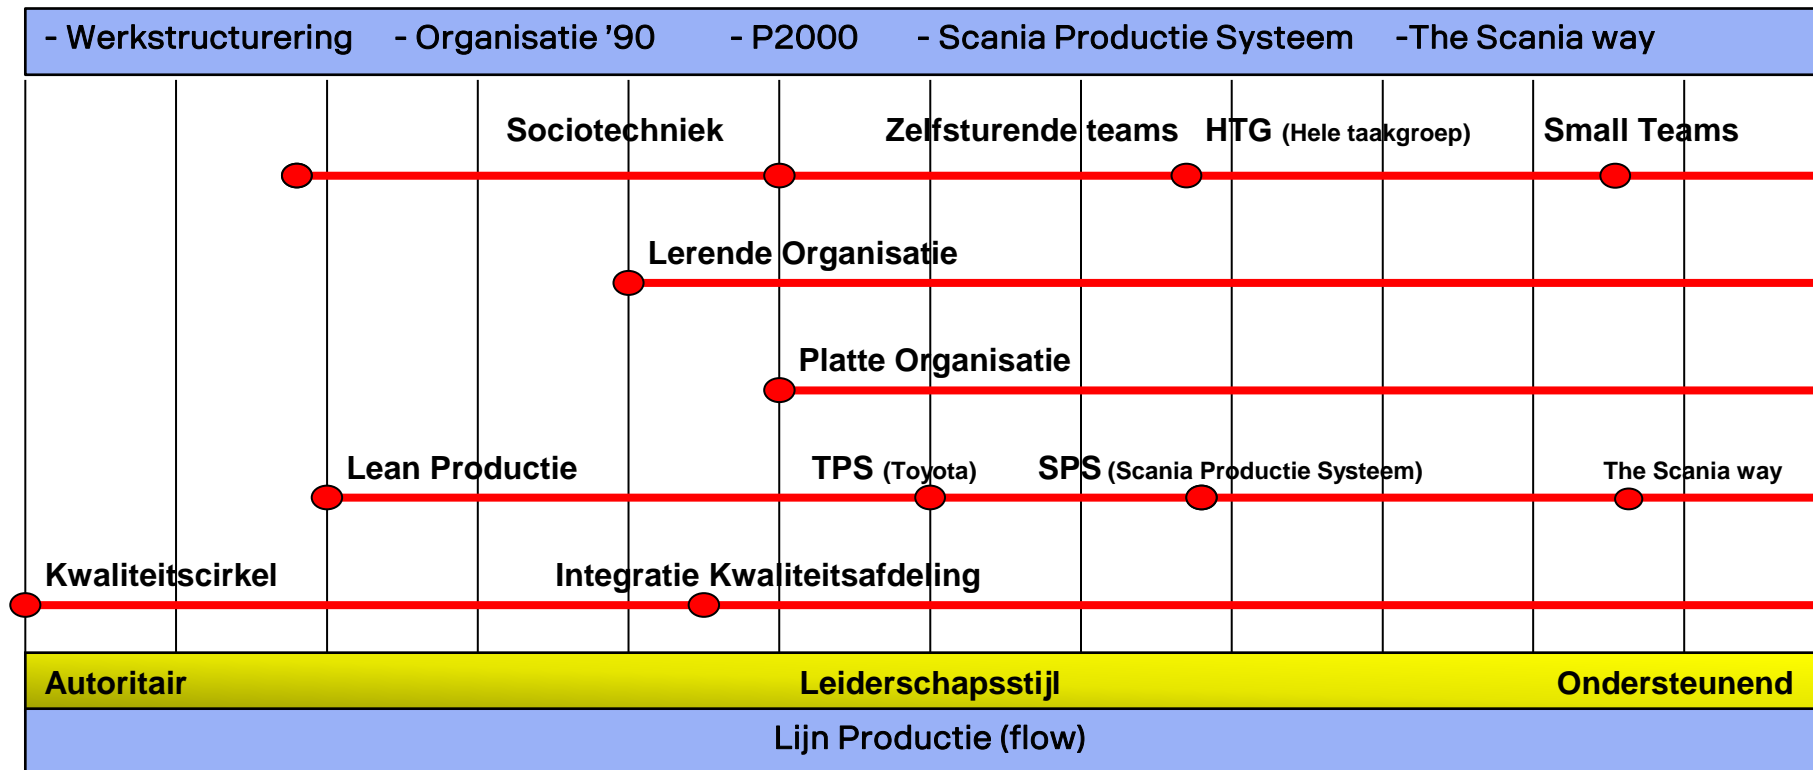 - Werkstructurering - Organisatie ’90 - P2000 - Scania Productie Systeem -The Scania way
Sociotechniek Zelfsturende teams HTG (Hele taakgroep) Small Teams
Lerende Organisatie
Platte Organisatie
Lean Productie TPS (Toyota) SPS (Scania Productie Systeem) The Scania way
Kwaliteitscirkel Integratie Kwaliteitsafdeling
Autoritair Leiderschapsstijl Ondersteunend
Lijn Productie (flow)